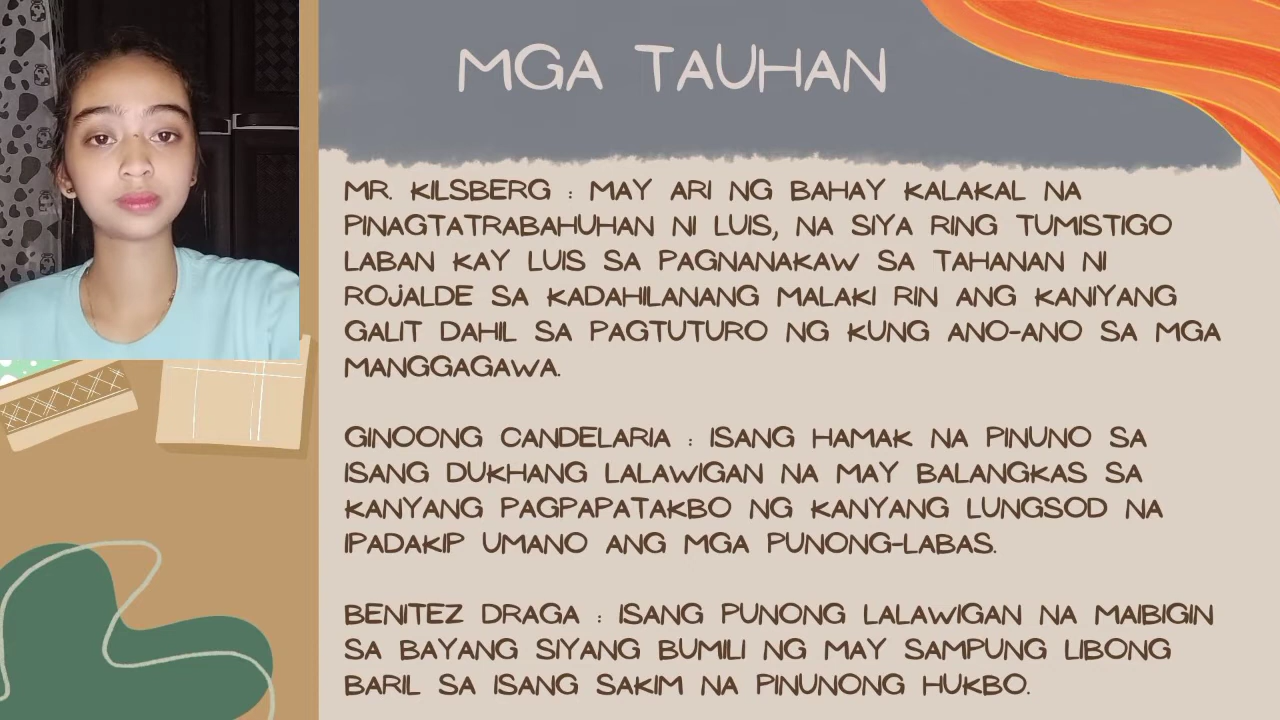 MGA TAUHAN
MR. KILSBERG : MAY ARI NG BAHAY KALAKAL NA
PINAGTATRABAHUHAN NI LUIS, NA SIYA RING TUMISTIGO
LABAN KAY LUIS SA PAGNANAKAW SA TAHANAN NI
ROJALDE SA KADAHILANANG MALAKI RIN ANG KANIYANG
GALIT DAHIL SA PAGTUTURO NG KUNG ANO-ANO SA MGA
MANGGAGAWA.
GINOONG CANDELARIA : ISANG HAMAK NA PINUNO SA
ISANG DUKHANG LALAWIGAN NA MAY BALANGKAS SA
KANYANG PAGPAPATAKBO NG KANYANG LUNGSOD NA
IPADAKIP UMANO ANG MGA PUNONG-LABAS.
BENITEZ DRAGA : ISANG PUNONG LALAWIGAN NA MAIBIGIN
SA BAYANG SIYANG BUMILI NG MAY SAMPUNG LIBONG
BARIL SA ISANG SAKIM NA PINUNONG HUKBO.